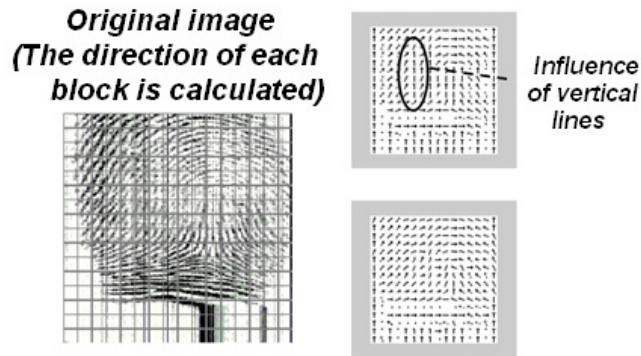 Original image
(The direction of each
block is calculated)
Influence
of vertical
lines